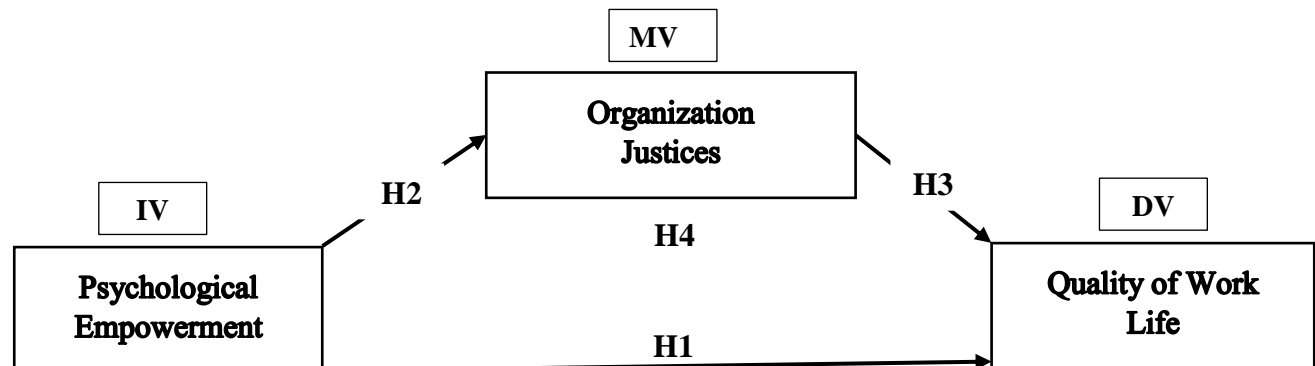 MV
Organization
Justices
H2
H3
IV
DV
H4
Psychological
Empowerment
Quality of Work
Life
H1